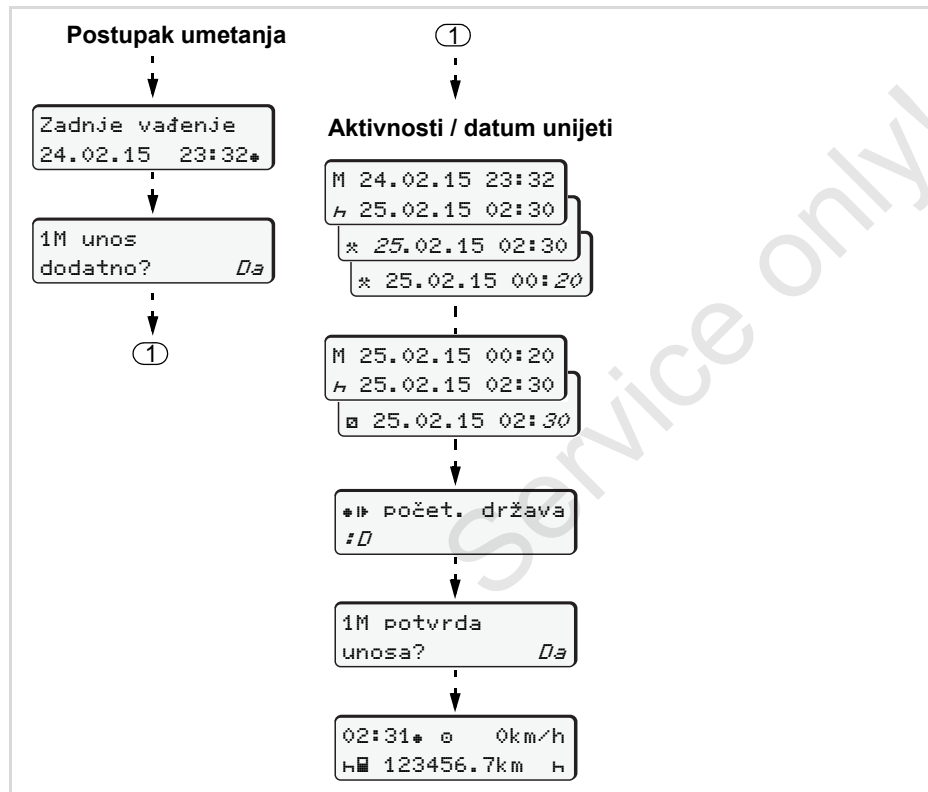 Postupak umetanja
Zadnje vađenje
24.02.15 23:32
1M unos
dodatno? Da
1
1
Aktivnosti / datum unijeti
M 24.02.15 23:32
25.02.15 02:30
25.02.15 02:30
25.02.15 00:20
M 25.02.15 00:20
25.02.15 02:30
25.02.15 02:30
počet. država
:D
1M potvrda
unosa? Da
02:31 0km/h
123456.7km
Service only!